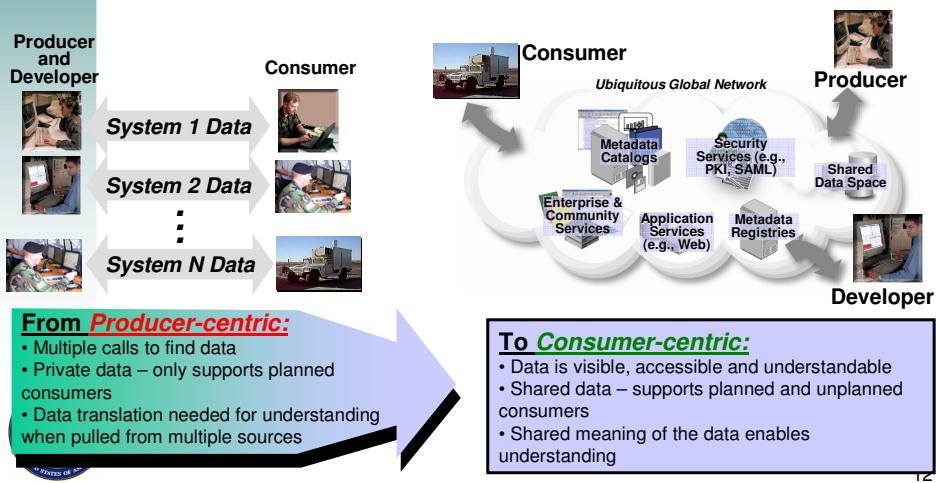 Producer
and
Developer
Consumer
System 1 Data
System 2 Data
:
System N Data
Consumer
Producer
Ubiquitous Global Network
Metadata
Catalogs
Security
Services (e.g.,
PKI, SAML)
Shared
Data Space
Enterprise &
Community
Services
Application
Services
(e.g., Web)
Metadata
Registries
Developer
From Producer-centric:
• Multiple calls to find data
• Private data – only supports planned
consumers
• Data translation needed for understanding
when pulled from multiple sources
To Consumer-centric:
• Data is visible, accessible and understandable
• Shared data – supports planned and unplanned
consumers
• Shared meaning of the data enables
understanding
STATES OF
12